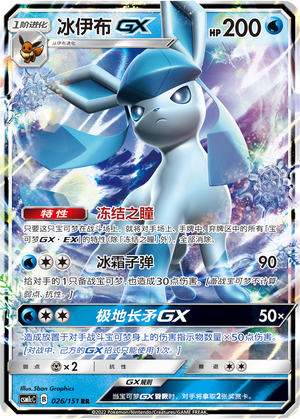 1阶进化
冰伊布GX
HP 200
从伊布进化
特性 冻结之瞳
只要这只宝可梦在战斗场上，就将对手场上、手牌中、弃牌区中的所有「宝
可梦GX・EX」的特性（除「冻结之瞳」外），全部消除。
冰霜子弹 90
给对手的1只备战宝可梦，也造成30点伤害。［备战宝可梦不计算
弱点、抗性。］
极地长矛GX 50×
造成放置于对手战斗宝可梦身上的伤害指示物数量×50点伤害。
［对战中，己方的GX招式只能使用1次。］
弱点 ×2 抗性 撤退
GX规则
当宝可梦GX昏厥时，对手将拿取2张奖赏卡。
Illus.5ban Graphics
CSM1cC B 026/151 RR
©2022 Pokémon/Nintendo/Creatures/GAME FREAK.